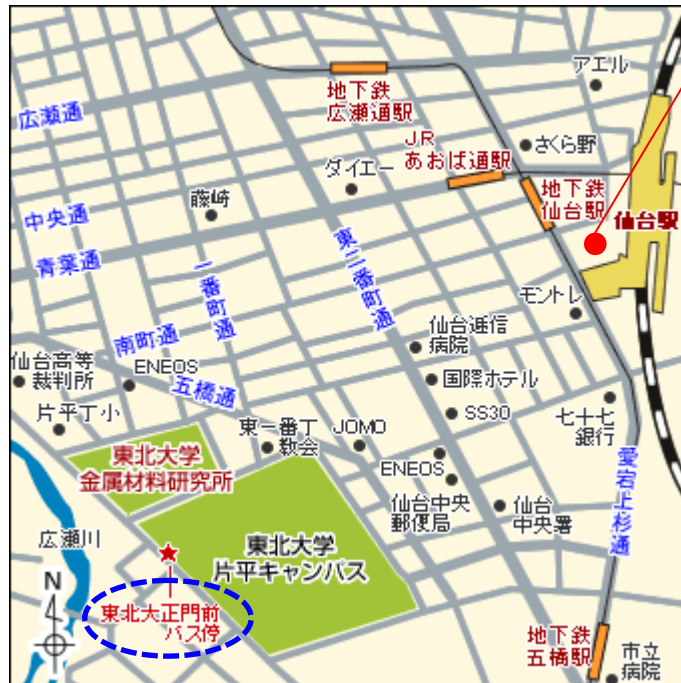 アエル
地下鉄
広瀬通駅
広瀬通
JR
あおば通駅
さくら野
ダイエー
地下鉄
仙台駅
仙台駅
藤崎
中央通
青葉通
一番町通
東二番町通
モントレ
南町通
仙台逓信
病院
仙台高等
裁判所
ENEOS
五橋通
国際ホテル
SS30
七十七
銀行
片平丁小
東一番丁
教会
JOMO
ENEOS
愛宕上杉通
東北大学
金属材料研究所
仙台中央
郵便局
仙台
中央署
広瀬川
東北大学
片平キャンパス
N
東北大正門前
バス停
地下鉄
五橋駅
市立
病院